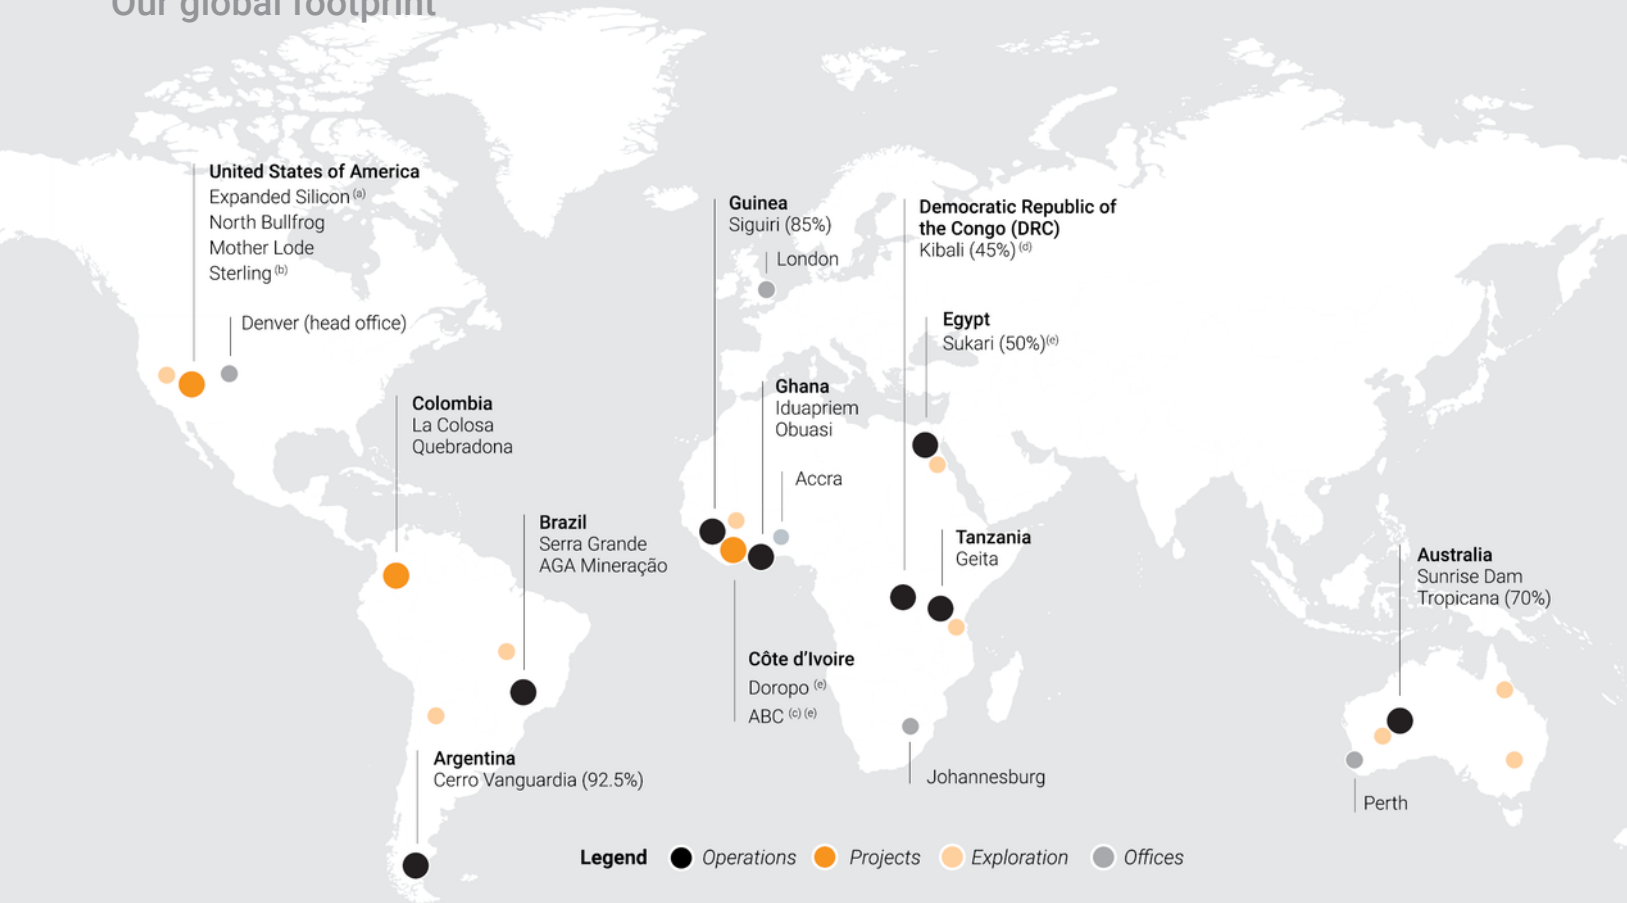 Our global footprint
United States of America
Expanded Silicon (a)
North Bullfrog
Mother Lode
Sterling (b)
Denver (head office)
Colombia
La Colosa
Quebradona
Brazil
Serra Grande
AGA Mineração
Argentina
Cerro Vanguardia (92.5%)
Guinea
Siguiri (85%)
London
Ghana
Iduapriem
Obuasi
Accra
Côte d'Ivoire
Doropo (e)
ABC (c) (e)
Democratic Republic of
the Congo (DRC)
Kibali (45%) (d)
Egypt
Sukari (50%)(e)
Tanzania
Geita
Johannesburg
Australia
Sunrise Dam
Tropicana (70%)
Perth
Legend Operations Projects Exploration Offices